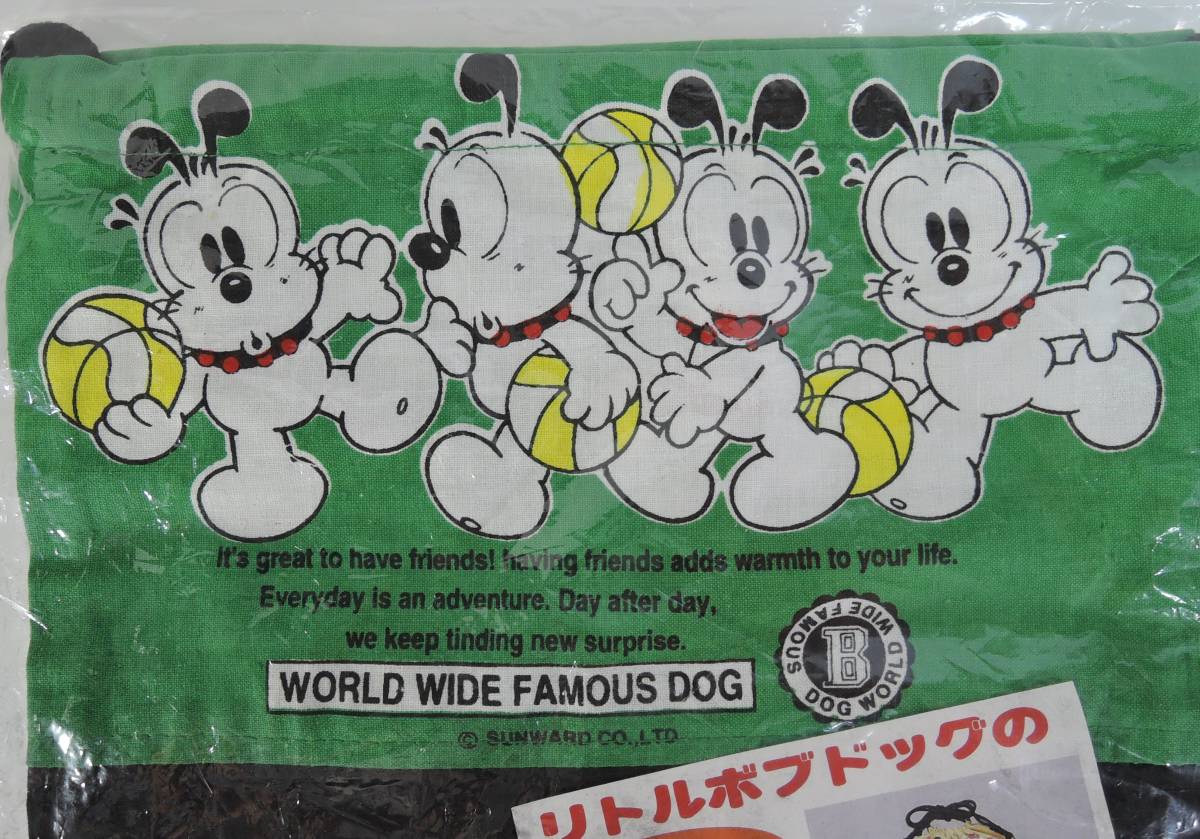 It's great to have friends! having friends adds warmth to your life.
Everyday is an adventure. Day after day,
we keep tinding new surprise.
WORLD WIDE FAMOUS DOG
© SUNWARD CO.,LTD
WORLD WIDE FAMOUS DOG
B
リトルボブドッグの